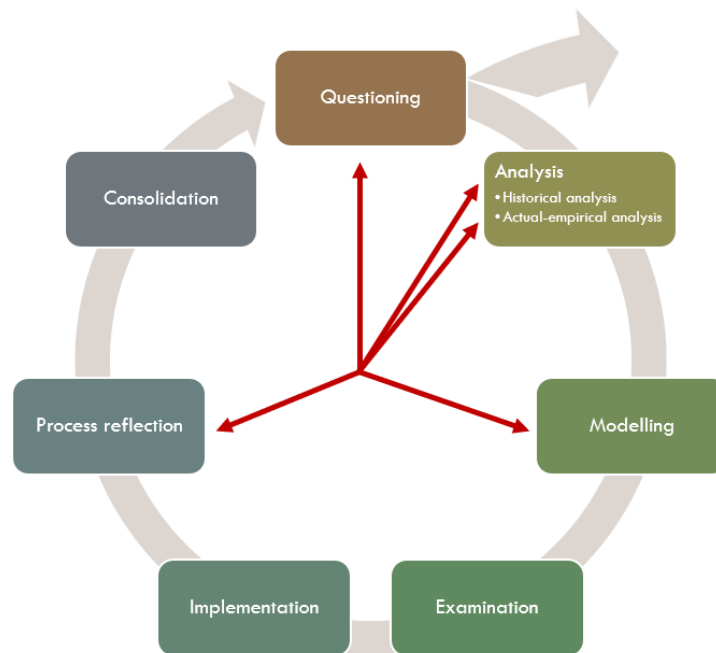 Questioning
Analysis
• Historical analysis
• Actual-empirical analysis
Modelling
Examination
Implementation
Process reflection
Consolidation